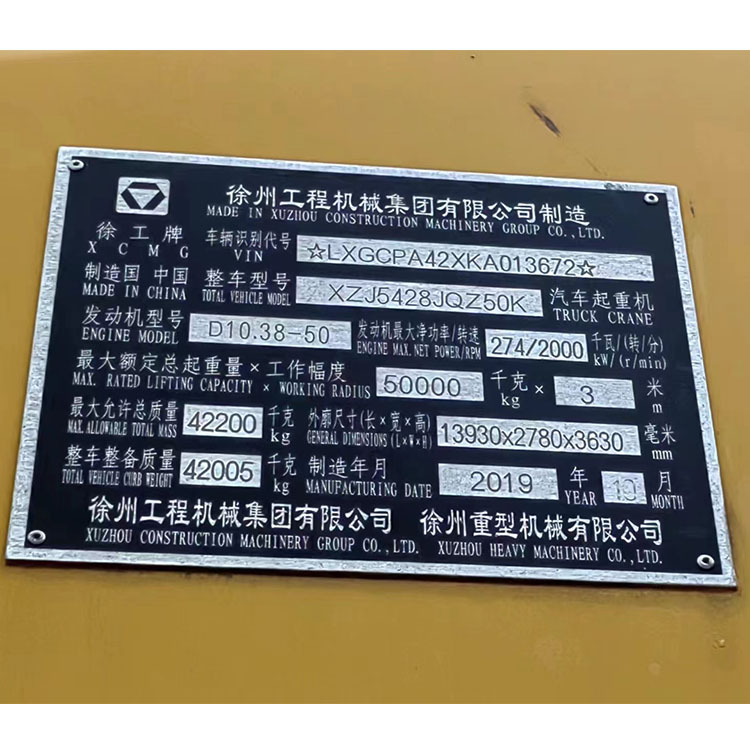 徐州工程机械集团有限公司制造
MADE IN XUZHOU CONSTRUCTION MACHINERY GROUP CO.,LTD.
徐工牌 车辆识别代号 ☆LXGCPA42XKA013672☆
XCMG VIN
制造国 中国 整车型号 XZJ5428JQZ50K 汽车起重机
MADE IN CHINA TOTAL VEHICLE MODEL TRUCK CRANE
发动机型号 D10.38-50 发动机最大净功率/转速 274/2000 千瓦/(转/分)
ENGINE MODEL ENGINE MAX. NET POWER/RPM kW/(r/min)
最大额定总起重量×工作幅度 50000 千克 × 3 米
MAX. RATED LIFTING CAPACITY × WORKING RADIUS kg m
最大允许总质量 42200 千克 外廓尺寸(长×宽×高) 13930x2780x3630 毫米
MAX. ALLOWABLE TOTAL MASS kg GENERAL DIMENSIONS (L×W×H) mm
整车整备质量 42005 千克 制造年月 2019 年 10 月
TOTAL VEHICLE CURB WEIGHT kg MANUFACTURING DATE YEAR MONTH
徐州工程机械集团有限公司 徐州重型机械有限公司
XUZHOU CONSTRUCTION MACHINERY GROUP CO.,LTD. XUZHOU HEAVY MACHINERY CO.,LTD.